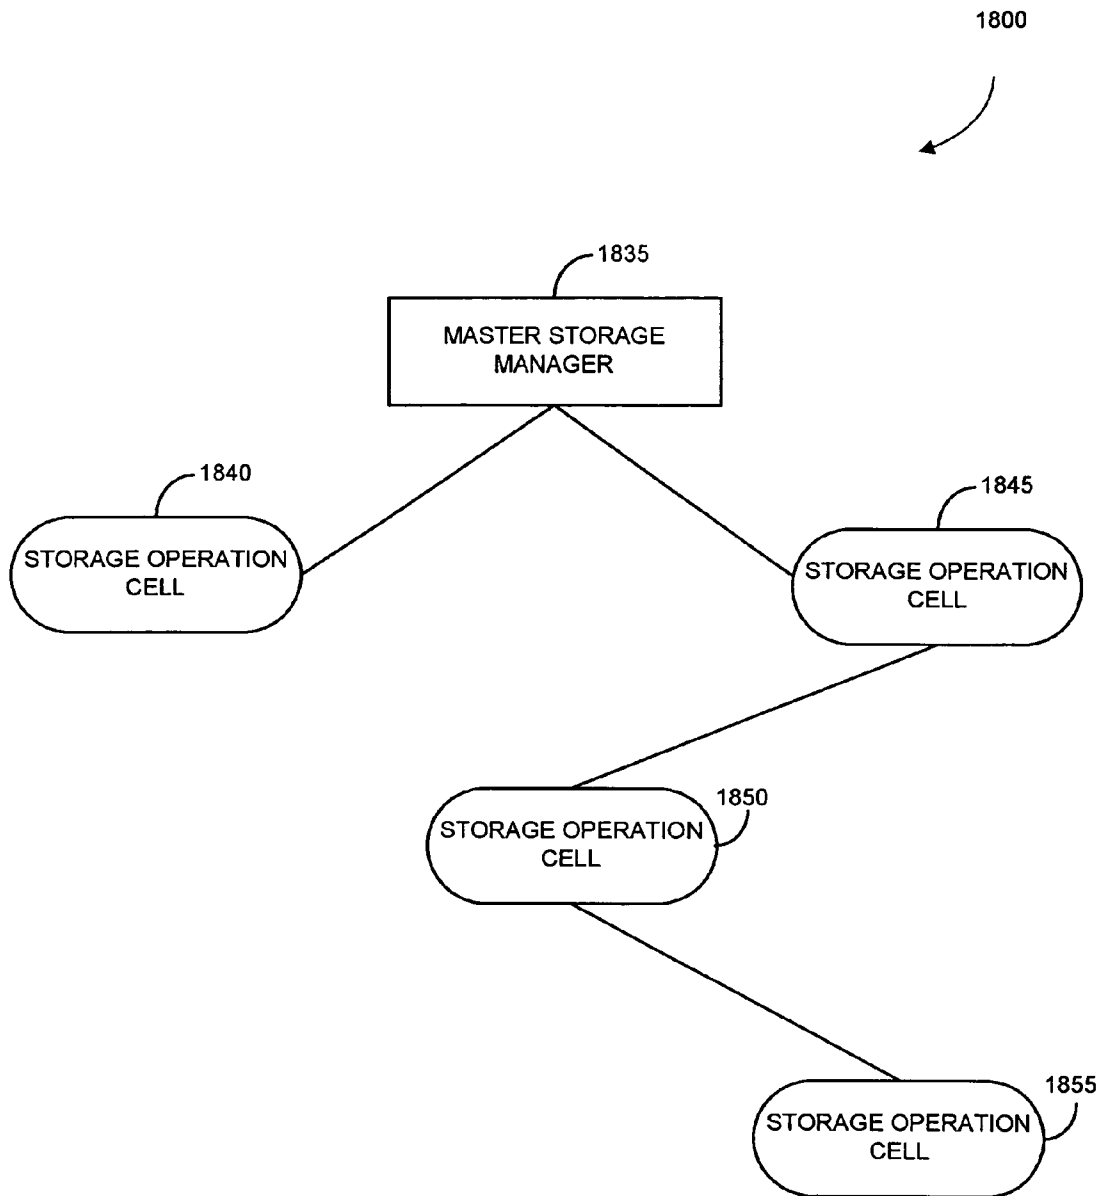 1800
1835
MASTER STORAGE
MANAGER
1840
STORAGE OPERATION
CELL
1845
STORAGE OPERATION
CELL
1850
STORAGE OPERATION
CELL
1855
STORAGE OPERATION
CELL